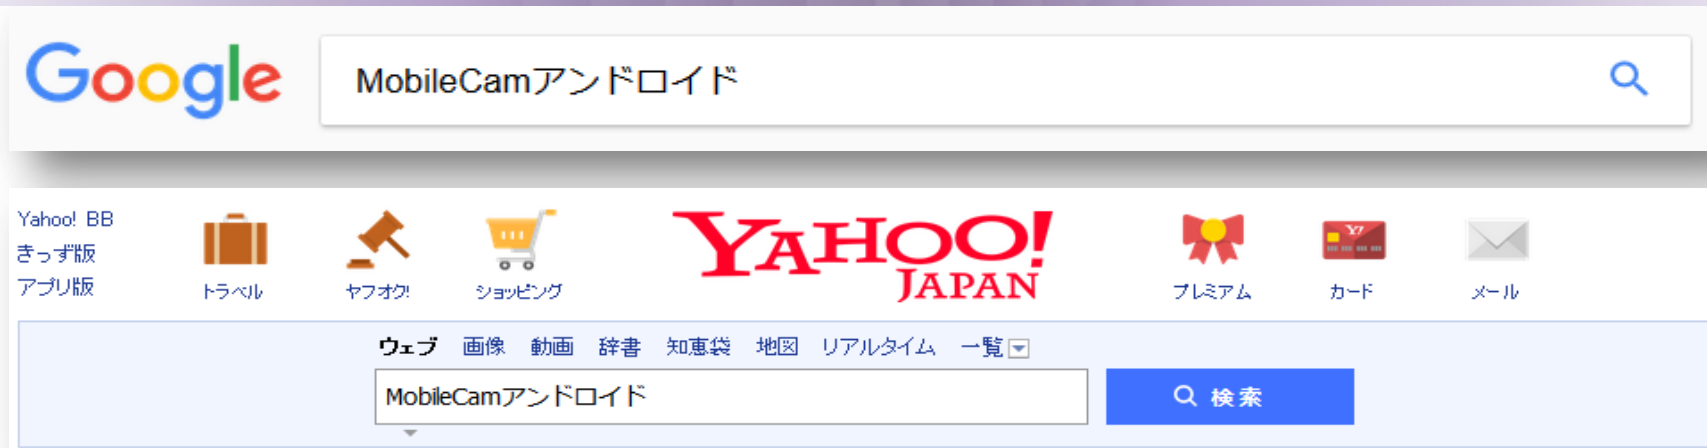 Google
MobileCamアンドロイド
Yahoo! BB
きっず版
アプリ版
トラベル
ヤフオク!
ショッピング
YAHOO!
JAPAN
プレミアム
Y!
カード
メール
ウェブ 画像 動画 辞書 知恵袋 地図 リアルタイム 一覧
MobileCamアンドロイド
検索